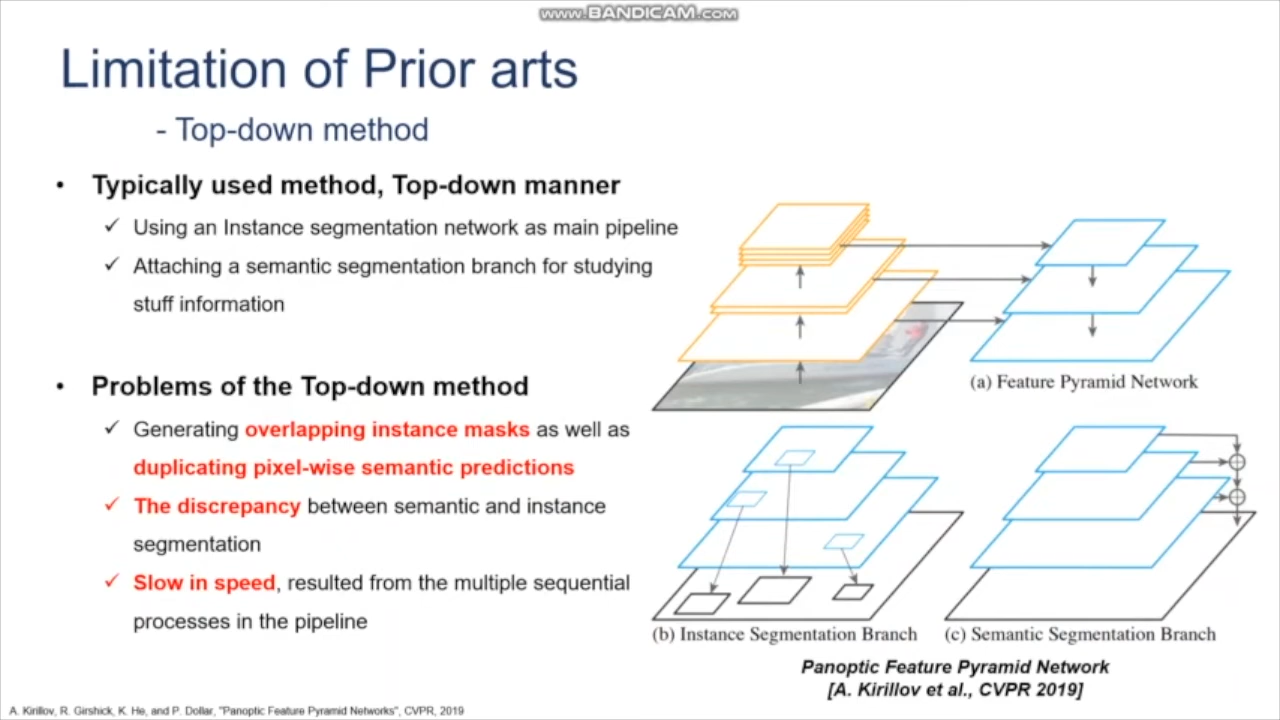 www.BANDICAM.com
Limitation of Prior arts
- Top-down method
• Typically used method, Top-down manner
✓ Using an Instance segmentation network as main pipeline
✓ Attaching a semantic segmentation branch for studying
stuff information
• Problems of the Top-down method
✓ Generating overlapping instance masks as well as
duplicating pixel-wise semantic predictions
✓ The discrepancy between semantic and instance
segmentation
✓ Slow in speed, resulted from the multiple sequential
processes in the pipeline
(a) Feature Pyramid Network
(b) Instance Segmentation Branch
(c) Semantic Segmentation Branch
Panoptic Feature Pyramid Network
[A. Kirillov et al., CVPR 2019]
A. Kirillov, R. Girshick, K. He, and P. Dollar, "Panoptic Feature Pyramid Networks", CVPR, 2019